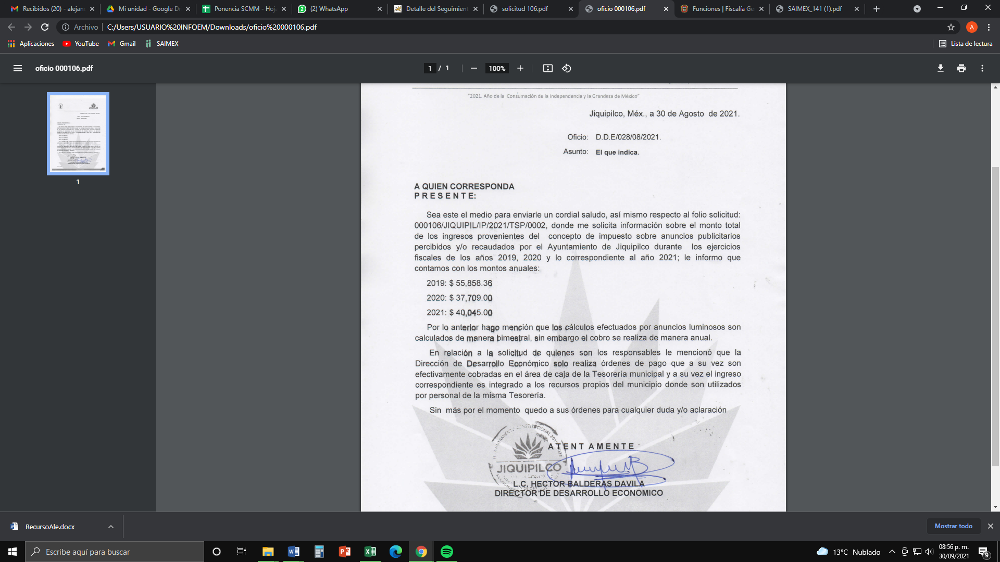 Recibidos (20) - alejan
Mi unidad - Google Dr
Ponencia SCMM - Hoja
(2) WhatsApp
Detalle del Seguimient
solicitud 106.pdf
oficio 000106.pdf
Funciones | Fiscalía Ge
SAIMEX_141 (1).pdf
Archivo | C:/Users/USUARIO%20INFOEM/Downloads/oficio%20000106.pdf
A
Aplicaciones
YouTube
Gmail
SAIMEX
Lista de lectura
oficio 000106.pdf
1 / 1
100%
1
"2021. Año de la Consumación de la Independencia y la Grandeza de México"
Jiquipilco, Méx., a 30 de Agosto de 2021.
Oficio: D.D.E/028/08/2021.
Asunto: El que indica.
A QUIEN CORRESPONDA
P R E S E N T E:
Sea este el medio para enviarle un cordial saludo, así mismo respecto al folio solicitud:
000106/JIQUIPIL/IP/2021/TSP/0002, donde me solicita información sobre el monto total
de los ingresos provenientes del concepto de impuesto sobre anuncios publicitarios
percibidos y/o recaudados por el Ayuntamiento de Jiquipilco durante los ejercicios
fiscales de los años 2019, 2020 y lo correspondiente al año 2021; le informo que
contamos con los montos anuales:
2019: $ 55,858.36
2020: $ 37,709.00
2021: $ 40,045.00
Por lo anterior hago mención que los cálculos efectuados por anuncios luminosos son
calculados de manera bimestral, sin embargo el cobro se realiza de manera anual.
En relación a la solicitud de quienes son los responsables le mencionó que la
Dirección de Desarrollo Económico solo realiza órdenes de pago que a su vez son
efectivamente cobradas en el área de caja de la Tesorería municipal y a su vez el ingreso
correspondiente es integrado a los recursos propios del municipio donde son utilizados
por personal de la misma Tesorería.
Sin más por el momento quedo a sus órdenes para cualquier duda y/o aclaración
A T E N T A M E N T E
JIQUIPILCO
L.C. HECTOR BALDERAS DAVILA
DIRECTOR DE DESARROLLO ECONOMICO
RecursoAle.docx
Mostrar todo
Escribe aquí para buscar
13°C Nublado
08:56 p. m.
30/09/2021
9